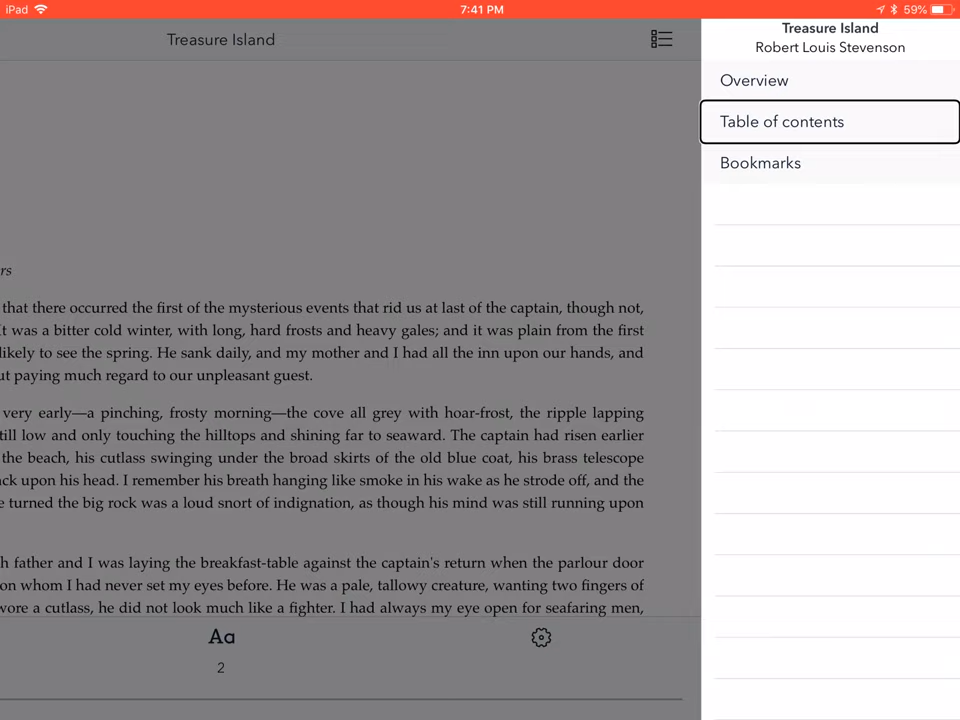 iPad
7:41 PM
59%
Treasure Island
Treasure Island
Robert Louis Stevenson
Overview
Table of contents
Bookmarks
rs
that there occurred the first of the mysterious events that rid us at last of the captain, though not,
It was a bitter cold winter, with long, hard frosts and heavy gales; and it was plain from the first
likely to see the spring. He sank daily, and my mother and I had all the inn upon our hands, and
ut paying much regard to our unpleasant guest.
very early—a pinching, frosty morning—the cove all grey with hoar-frost, the ripple lapping
till low and only touching the hilltops and shining far to seaward. The captain had risen earlier
the beach, his cutlass swinging under the broad skirts of the old blue coat, his brass telescope
ck upon his head. I remember his breath hanging like smoke in his wake as he strode off, and the
e turned the big rock was a loud snort of indignation, as though his mind was still running upon
h father and I was laying the breakfast-table against the captain's return when the parlour door
on whom I had never set my eyes before. He was a pale, tallowy creature, wanting two fingers of
wore a cutlass, he did not look much like a fighter. I had always my eye open for seafaring men,
Aa
2